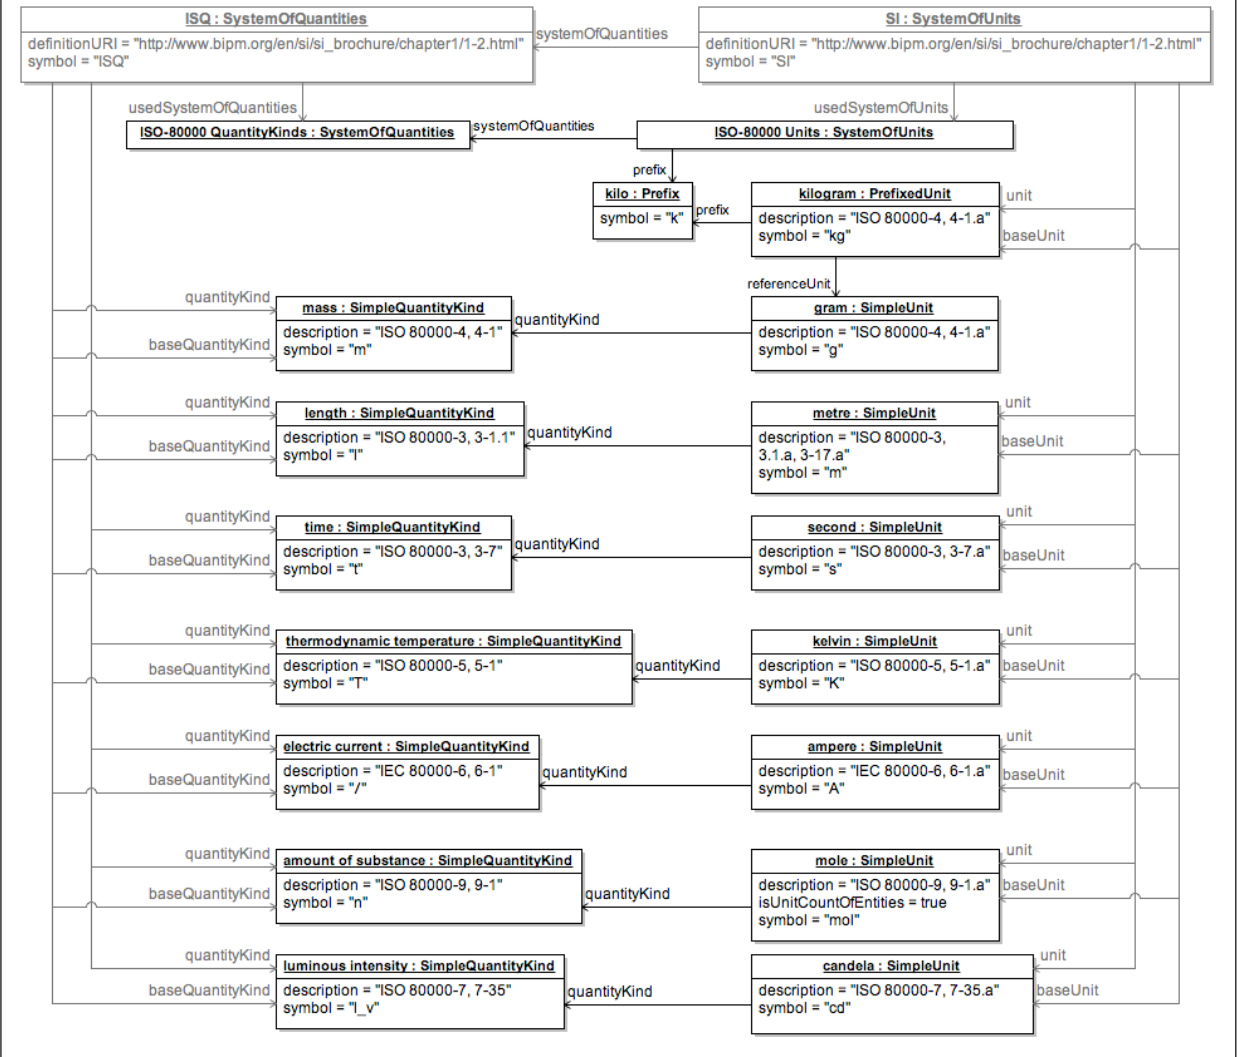 ISQ : SystemOfQuantities
definitionURI = "http://www.bipm.org/en/si/si_brochure/chapter1/1-2.html"
symbol = "ISQ"
systemOfQuantities
SI : SystemOfUnits
definitionURI = "http://www.bipm.org/en/si/si_brochure/chapter1/1-2.html"
symbol = "SI"
usedSystemOfQuantities
usedSystemOfUnits
ISO-80000 QuantityKinds : SystemOfQuantities
systemOfQuantities
ISO-80000 Units : SystemOfUnits
prefix
kilo : Prefix
symbol = "k"
prefix
kilogram : PrefixedUnit
description = "ISO 80000-4, 4-1.a"
symbol = "kg"
unit
baseUnit
referenceUnit
quantityKind
baseQuantityKind
mass : SimpleQuantityKind
description = "ISO 80000-4, 4-1"
symbol = "m"
quantityKind
gram : SimpleUnit
description = "ISO 80000-4, 4-1.a"
symbol = "g"
quantityKind
baseQuantityKind
length : SimpleQuantityKind
description = "ISO 80000-3, 3-1.1"
symbol = "l"
quantityKind
metre : SimpleUnit
description = "ISO 80000-3,
3.1.a, 3-17.a"
symbol = "m"
unit
baseUnit
quantityKind
baseQuantityKind
time : SimpleQuantityKind
description = "ISO 80000-3, 3-7"
symbol = "t"
quantityKind
second : SimpleUnit
description = "ISO 80000-3, 3-7.a"
symbol = "s"
unit
baseUnit
quantityKind
baseQuantityKind
thermodynamic temperature : SimpleQuantityKind
description = "ISO 80000-5, 5-1"
symbol = "T"
quantityKind
kelvin : SimpleUnit
description = "ISO 80000-5, 5-1.a"
symbol = "K"
unit
baseUnit
quantityKind
baseQuantityKind
electric current : SimpleQuantityKind
description = "IEC 80000-6, 6-1"
symbol = "/"
quantityKind
ampere : SimpleUnit
description = "IEC 80000-6, 6-1.a"
symbol = "A"
unit
baseUnit
quantityKind
baseQuantityKind
amount of substance : SimpleQuantityKind
description = "ISO 80000-9, 9-1"
symbol = "n"
quantityKind
mole : SimpleUnit
description = "ISO 80000-9, 9-1.a"
isUnitCountOfEntities = true
symbol = "mol"
unit
baseUnit
quantityKind
baseQuantityKind
luminous intensity : SimpleQuantityKind
description = "ISO 80000-7, 7-35"
symbol = "l_v"
quantityKind
candela : SimpleUnit
description = "ISO 80000-7, 7-35.a"
symbol = "cd"
unit
baseUnit